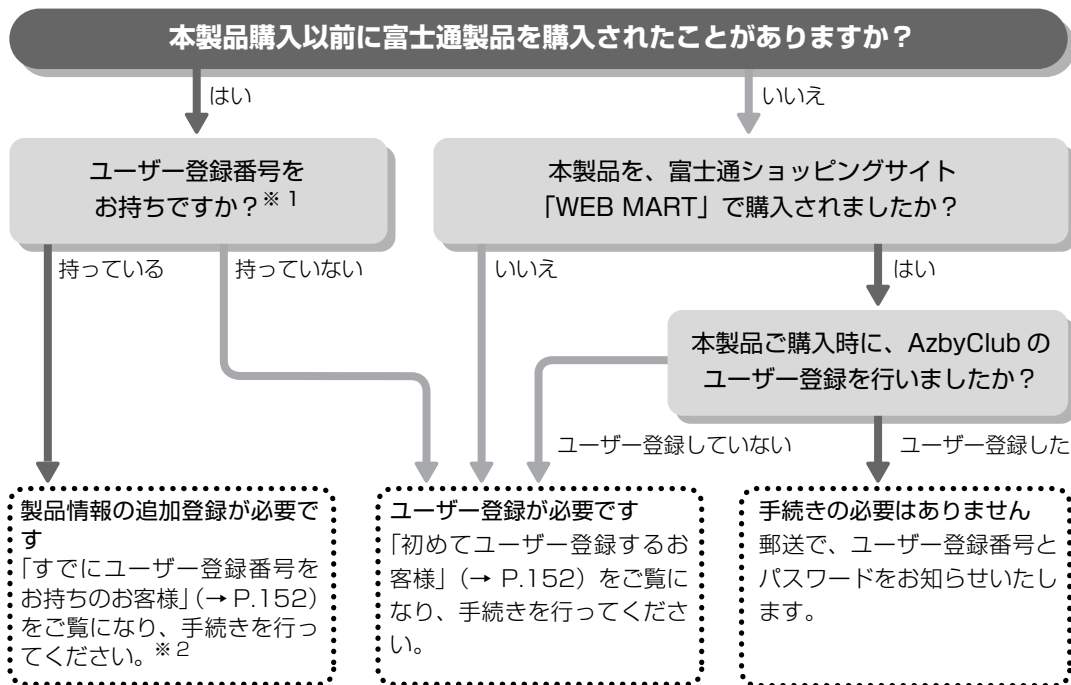 本製品購入以前に富士通製品を購入されたことがありますか？
はい
いいえ
ユーザー登録番号を
お持ちですか？※1
本製品を、富士通ショッピングサイト
「WEB MART」で購入されましたか？
持っている
持っていない
いいえ
はい
本製品ご購入時に、AzbyClub の
ユーザー登録を行いましたか？
ユーザー登録していない
ユーザー登録した
製品情報の追加登録が必要で
す
「すでにユーザー登録番号を
お持ちのお客様」（→ P.152）
をご覧になり、手続きを行っ
てください。※2
ユーザー登録が必要です
「初めてユーザー登録するお
客様」（→ P.152）をご覧に
なり、手続きを行ってくださ
い。
手続きの必要はありません
郵送で、ユーザー登録番号と
パスワードをお知らせいたし
ます。